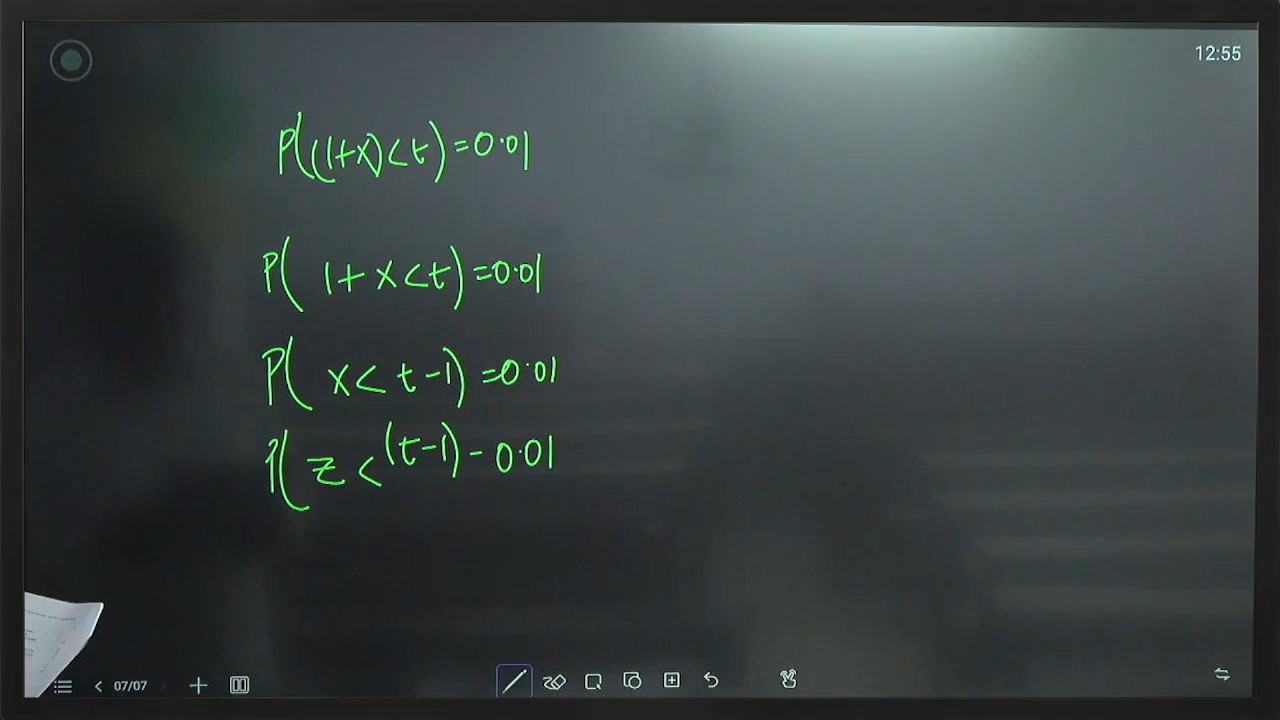 12:55
P((1+x)<t)=0.01
P( 1+x<t)=0.01
P( x<t-1)=0.01
P( z<(t-1)-0.01
07/07